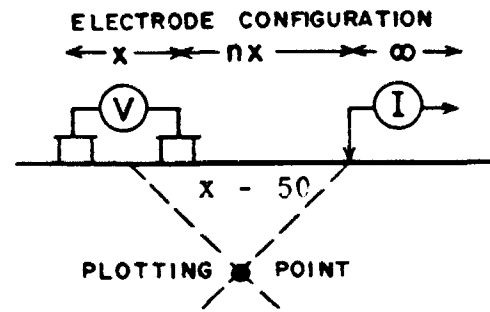 ELECTRODE CONFIGURATION
x nx ∞
V I
x - 50
PLOTTING POINT